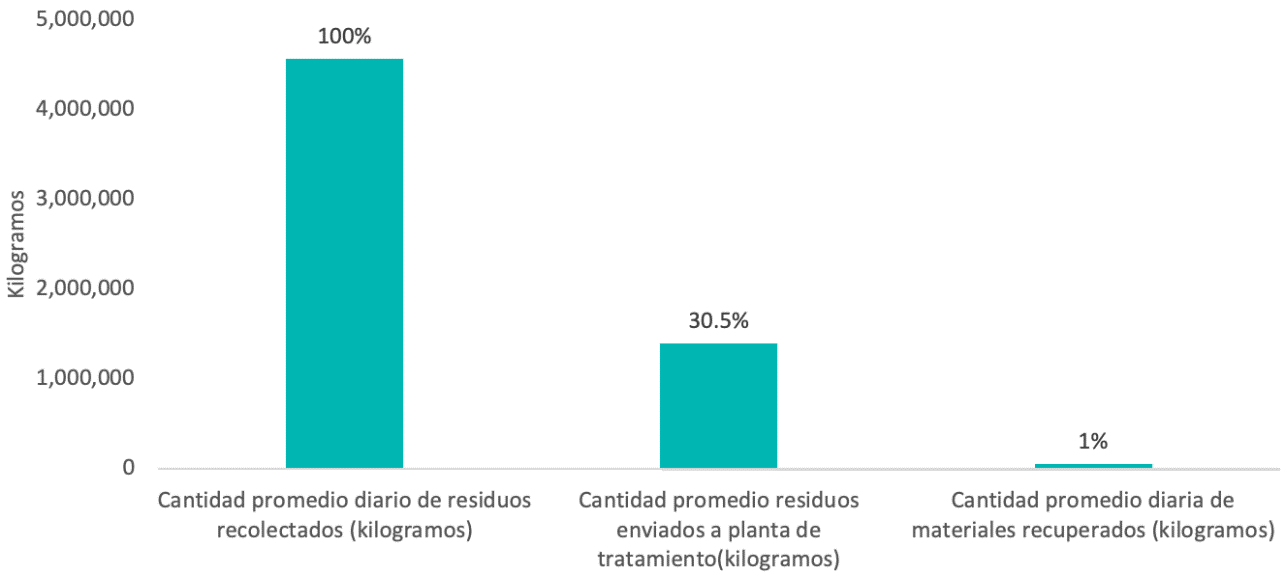 5,000,000
4,000,000
3,000,000
2,000,000
1,000,000
0
Kilogramos
100%
30.5%
1%
Cantidad promedio diario de residuos
recolectados (kilogramos)
Cantidad promedio residuos
enviados a planta de
tratamiento(kilogramos)
Cantidad promedio diaria de
materiales recuperados (kilogramos)